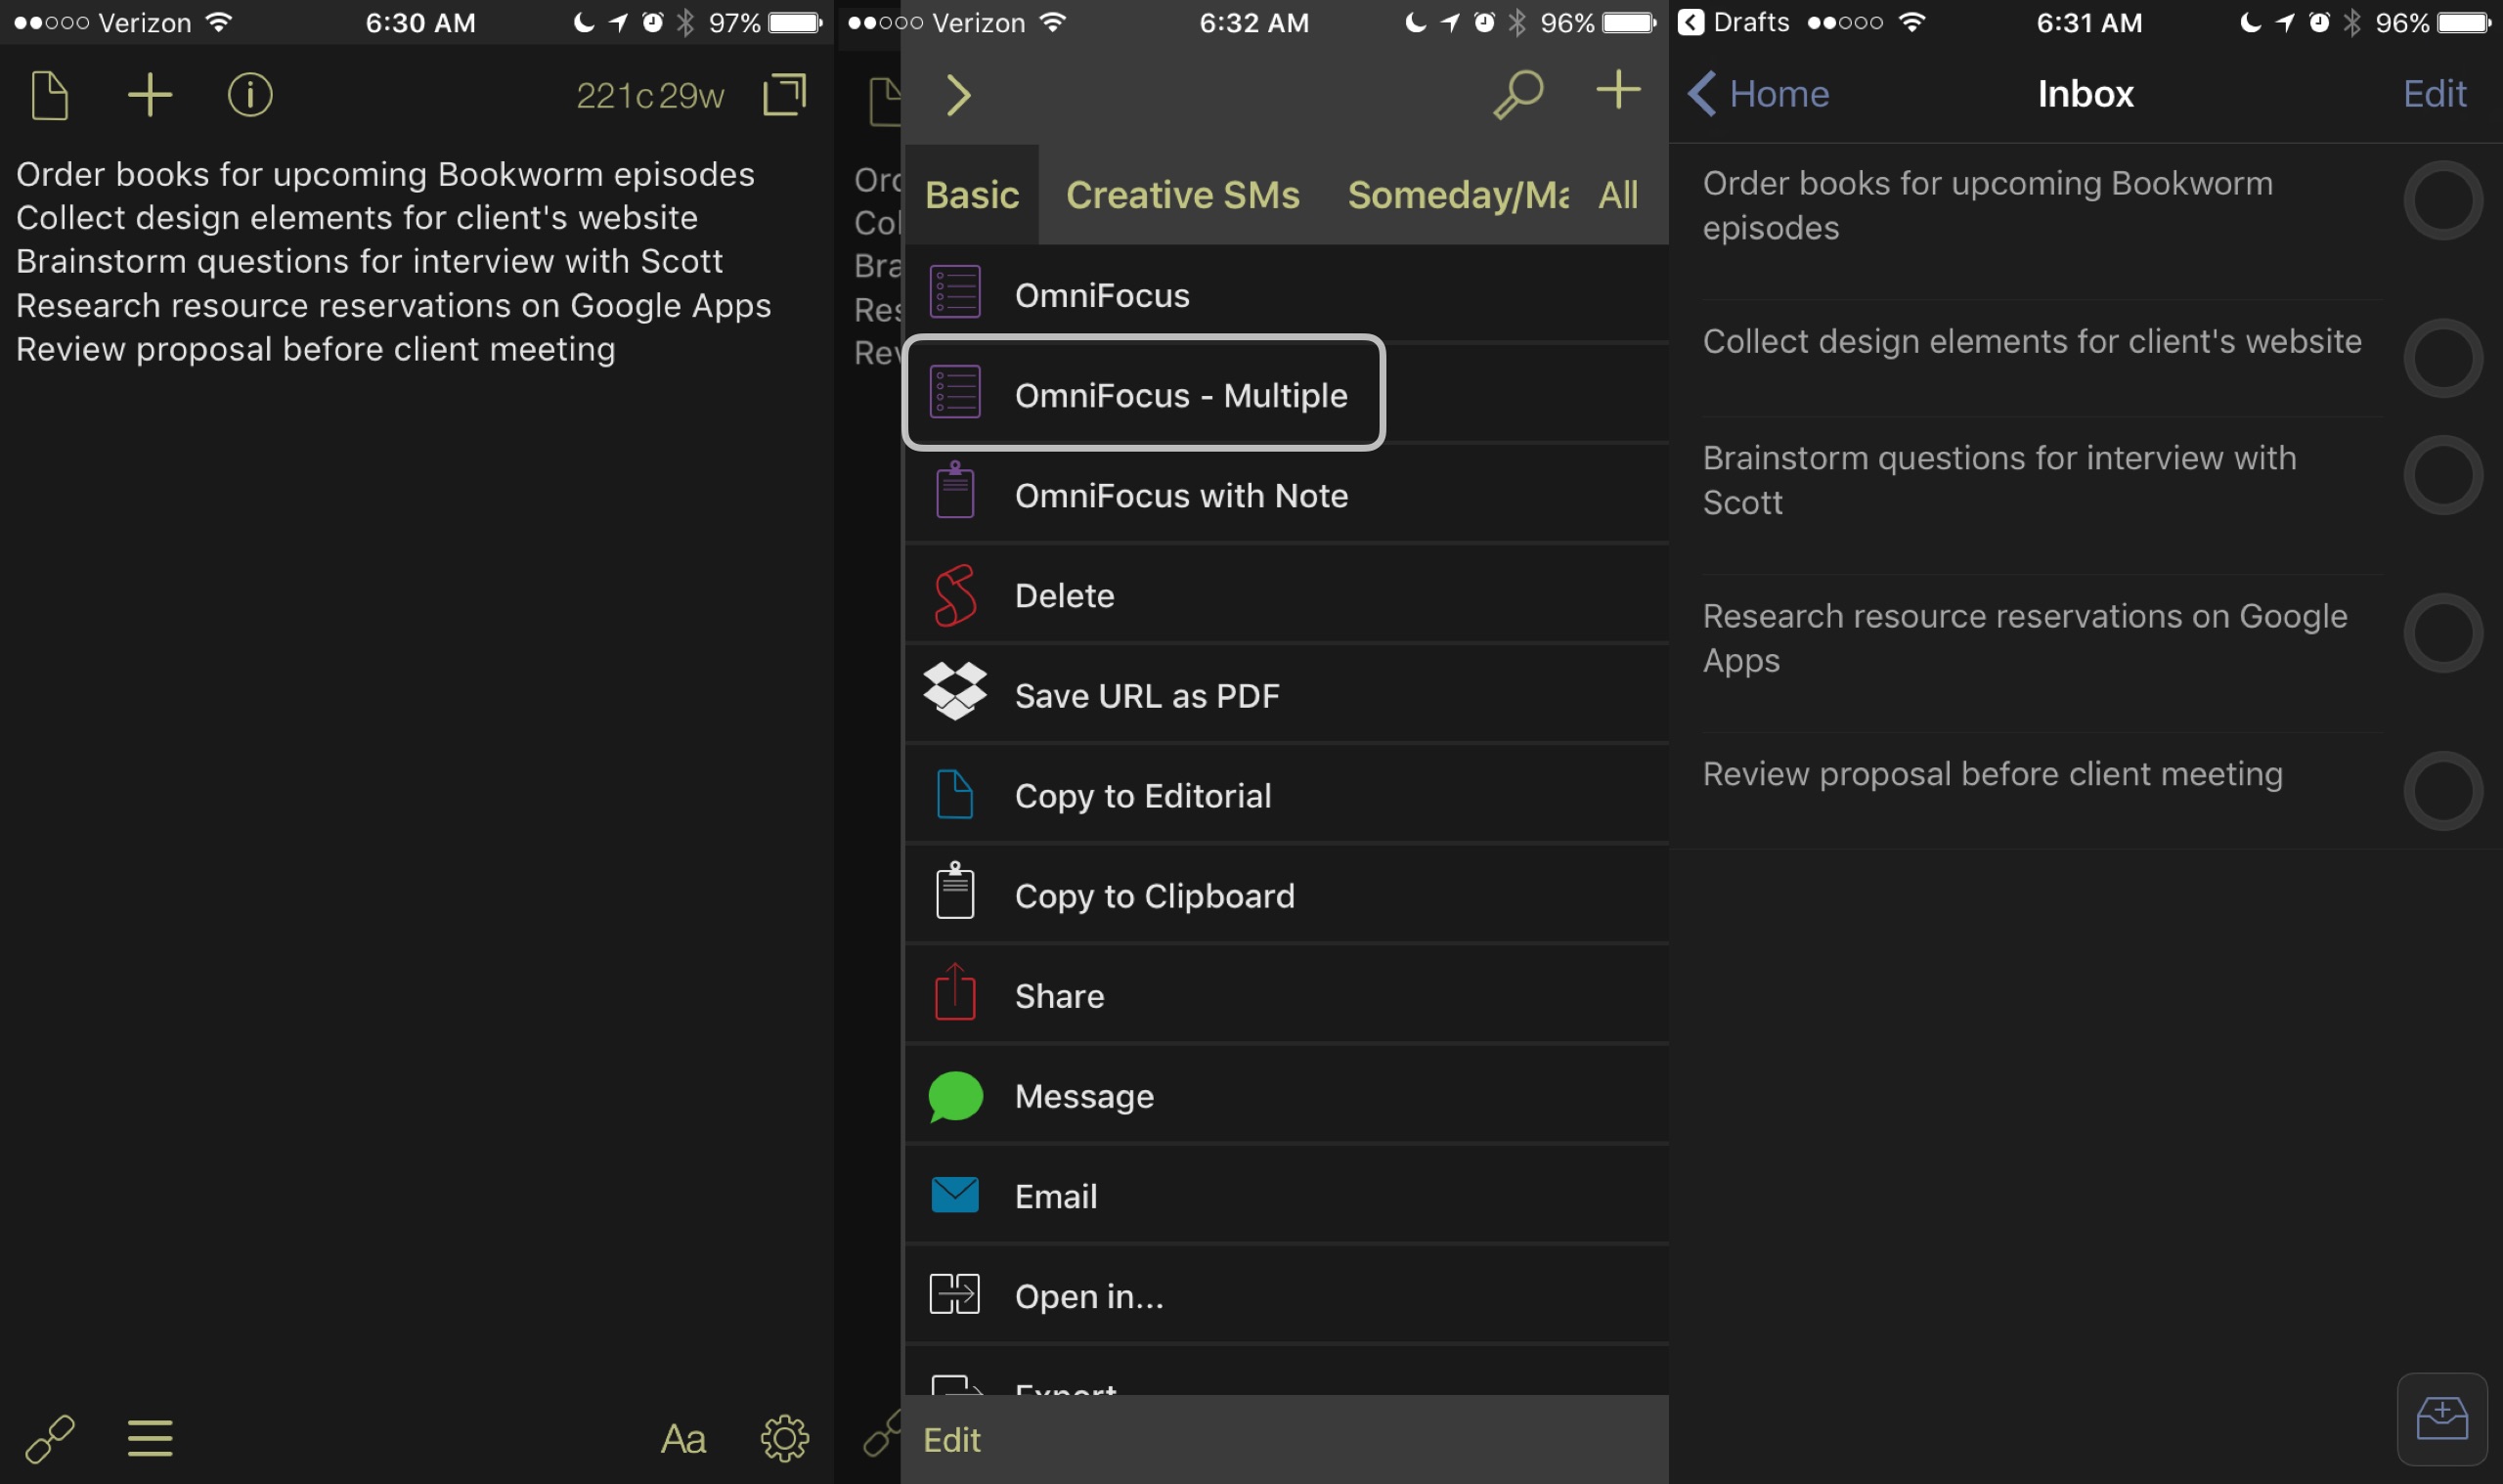 Verizon 6:30 AM 97%
221c 29w
Order books for upcoming Bookworm episodes
Collect design elements for client's website
Brainstorm questions for interview with Scott
Research resource reservations on Google Apps
Review proposal before client meeting
Aa
Verizon 6:32 AM 96%
Ord
Col
Bra
Res
Rev
Basic Creative SMs Someday/Ma All
OmniFocus
OmniFocus - Multiple
OmniFocus with Note
Delete
Save URL as PDF
Copy to Editorial
Copy to Clipboard
Share
Message
Email
Open in...
Export
Edit
Drafts 6:31 AM 96%
Home Inbox Edit
Order books for upcoming Bookworm
episodes
Collect design elements for client's website
Brainstorm questions for interview with
Scott
Research resource reservations on Google
Apps
Review proposal before client meeting